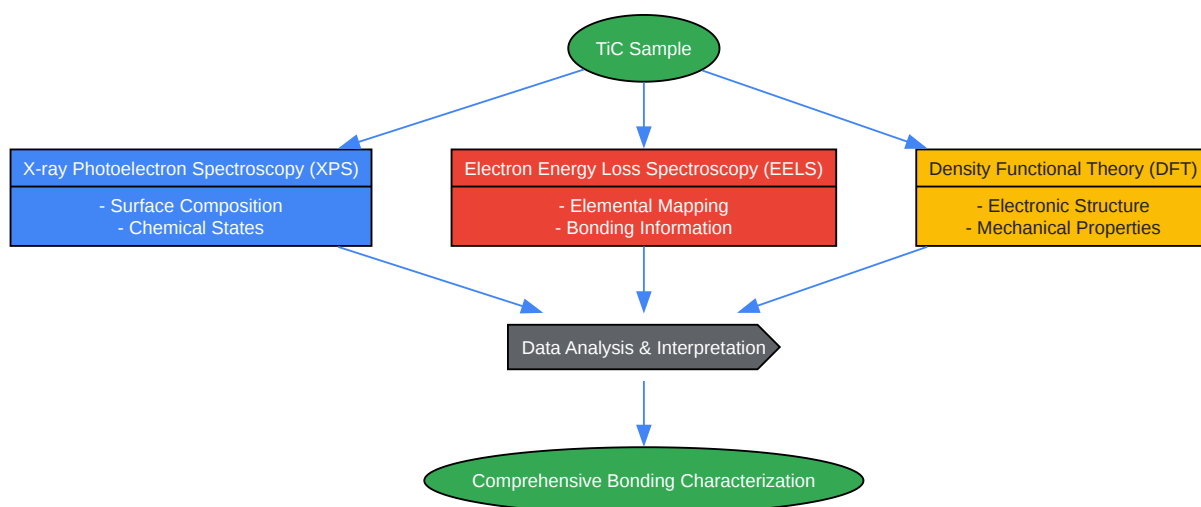 TiC Sample
X-ray Photoelectron Spectroscopy (XPS)
- Surface Composition
- Chemical States
Electron Energy Loss Spectroscopy (EELS)
- Elemental Mapping
- Bonding Information
Density Functional Theory (DFT)
- Electronic Structure
- Mechanical Properties
Data Analysis & Interpretation
Comprehensive Bonding Characterization